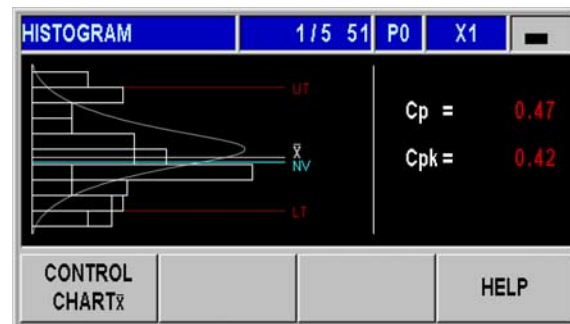 HISTOGRAM 1/5 51 P0 X1
UT
Cp = 0.47
X̄
NV
Cpk = 0.42
LT
CONTROL
CHARTX̄
HELP